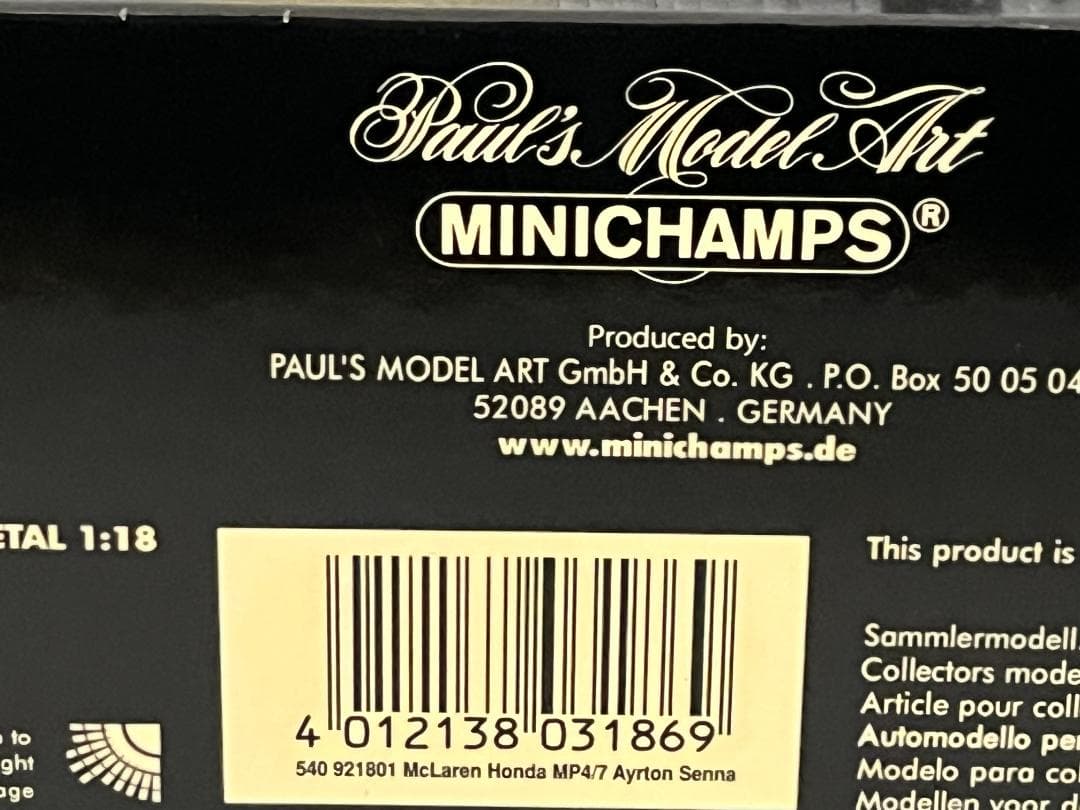 Paul's Model Art
MINICHAMPS®
Produced by:
PAUL'S MODEL ART GmbH & Co. KG . P.O. Box 50 05 04
52089 AACHEN . GERMANY
www.minichamps.de
ETAL 1:18
This product is
4 012138 031869
540 921801 McLaren Honda MP4/7 Ayrton Senna
Sammlermodell.
Collectors mode
Article pour coll
Automodello per
Modelo para co
Modellen voor d
to
ght
age